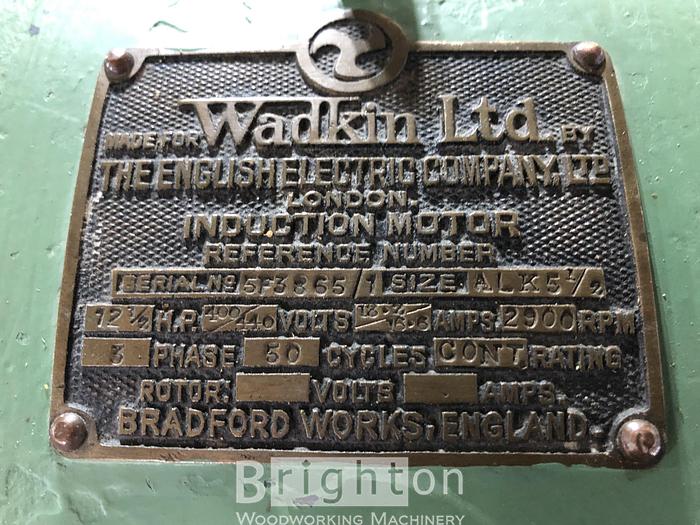 Wadkin Ltd.
MADE FOR BY
THE ENGLISH ELECTRIC COMPANY, LTD
LONDON.
INDUCTION MOTOR
REFERENCE NUMBER
SERIAL NO 5F3865/1 SIZE ALK5½
12½ H.P. 400/440 VOLTS AMPS 2900 RPM
3 PHASE 50 CYCLES CONT RATING
ROTOR: VOLTS AMPS.
BRADFORD WORKS, ENGLAND.
Brighton
WOODWORKING MACHINERY